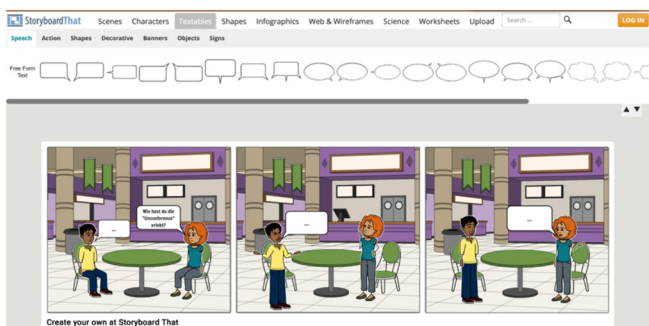 StoryboardThat Scenes Characters Textables Shapes Infographics Web & Wireframes Science Worksheets Upload Search ... LOG IN
Speech Action Shapes Decorative Banners Objects Signs
Free Form
Text
...
Wie hast du die
"Unconference"
erlebt?
...
...
Create your own at Storyboard That